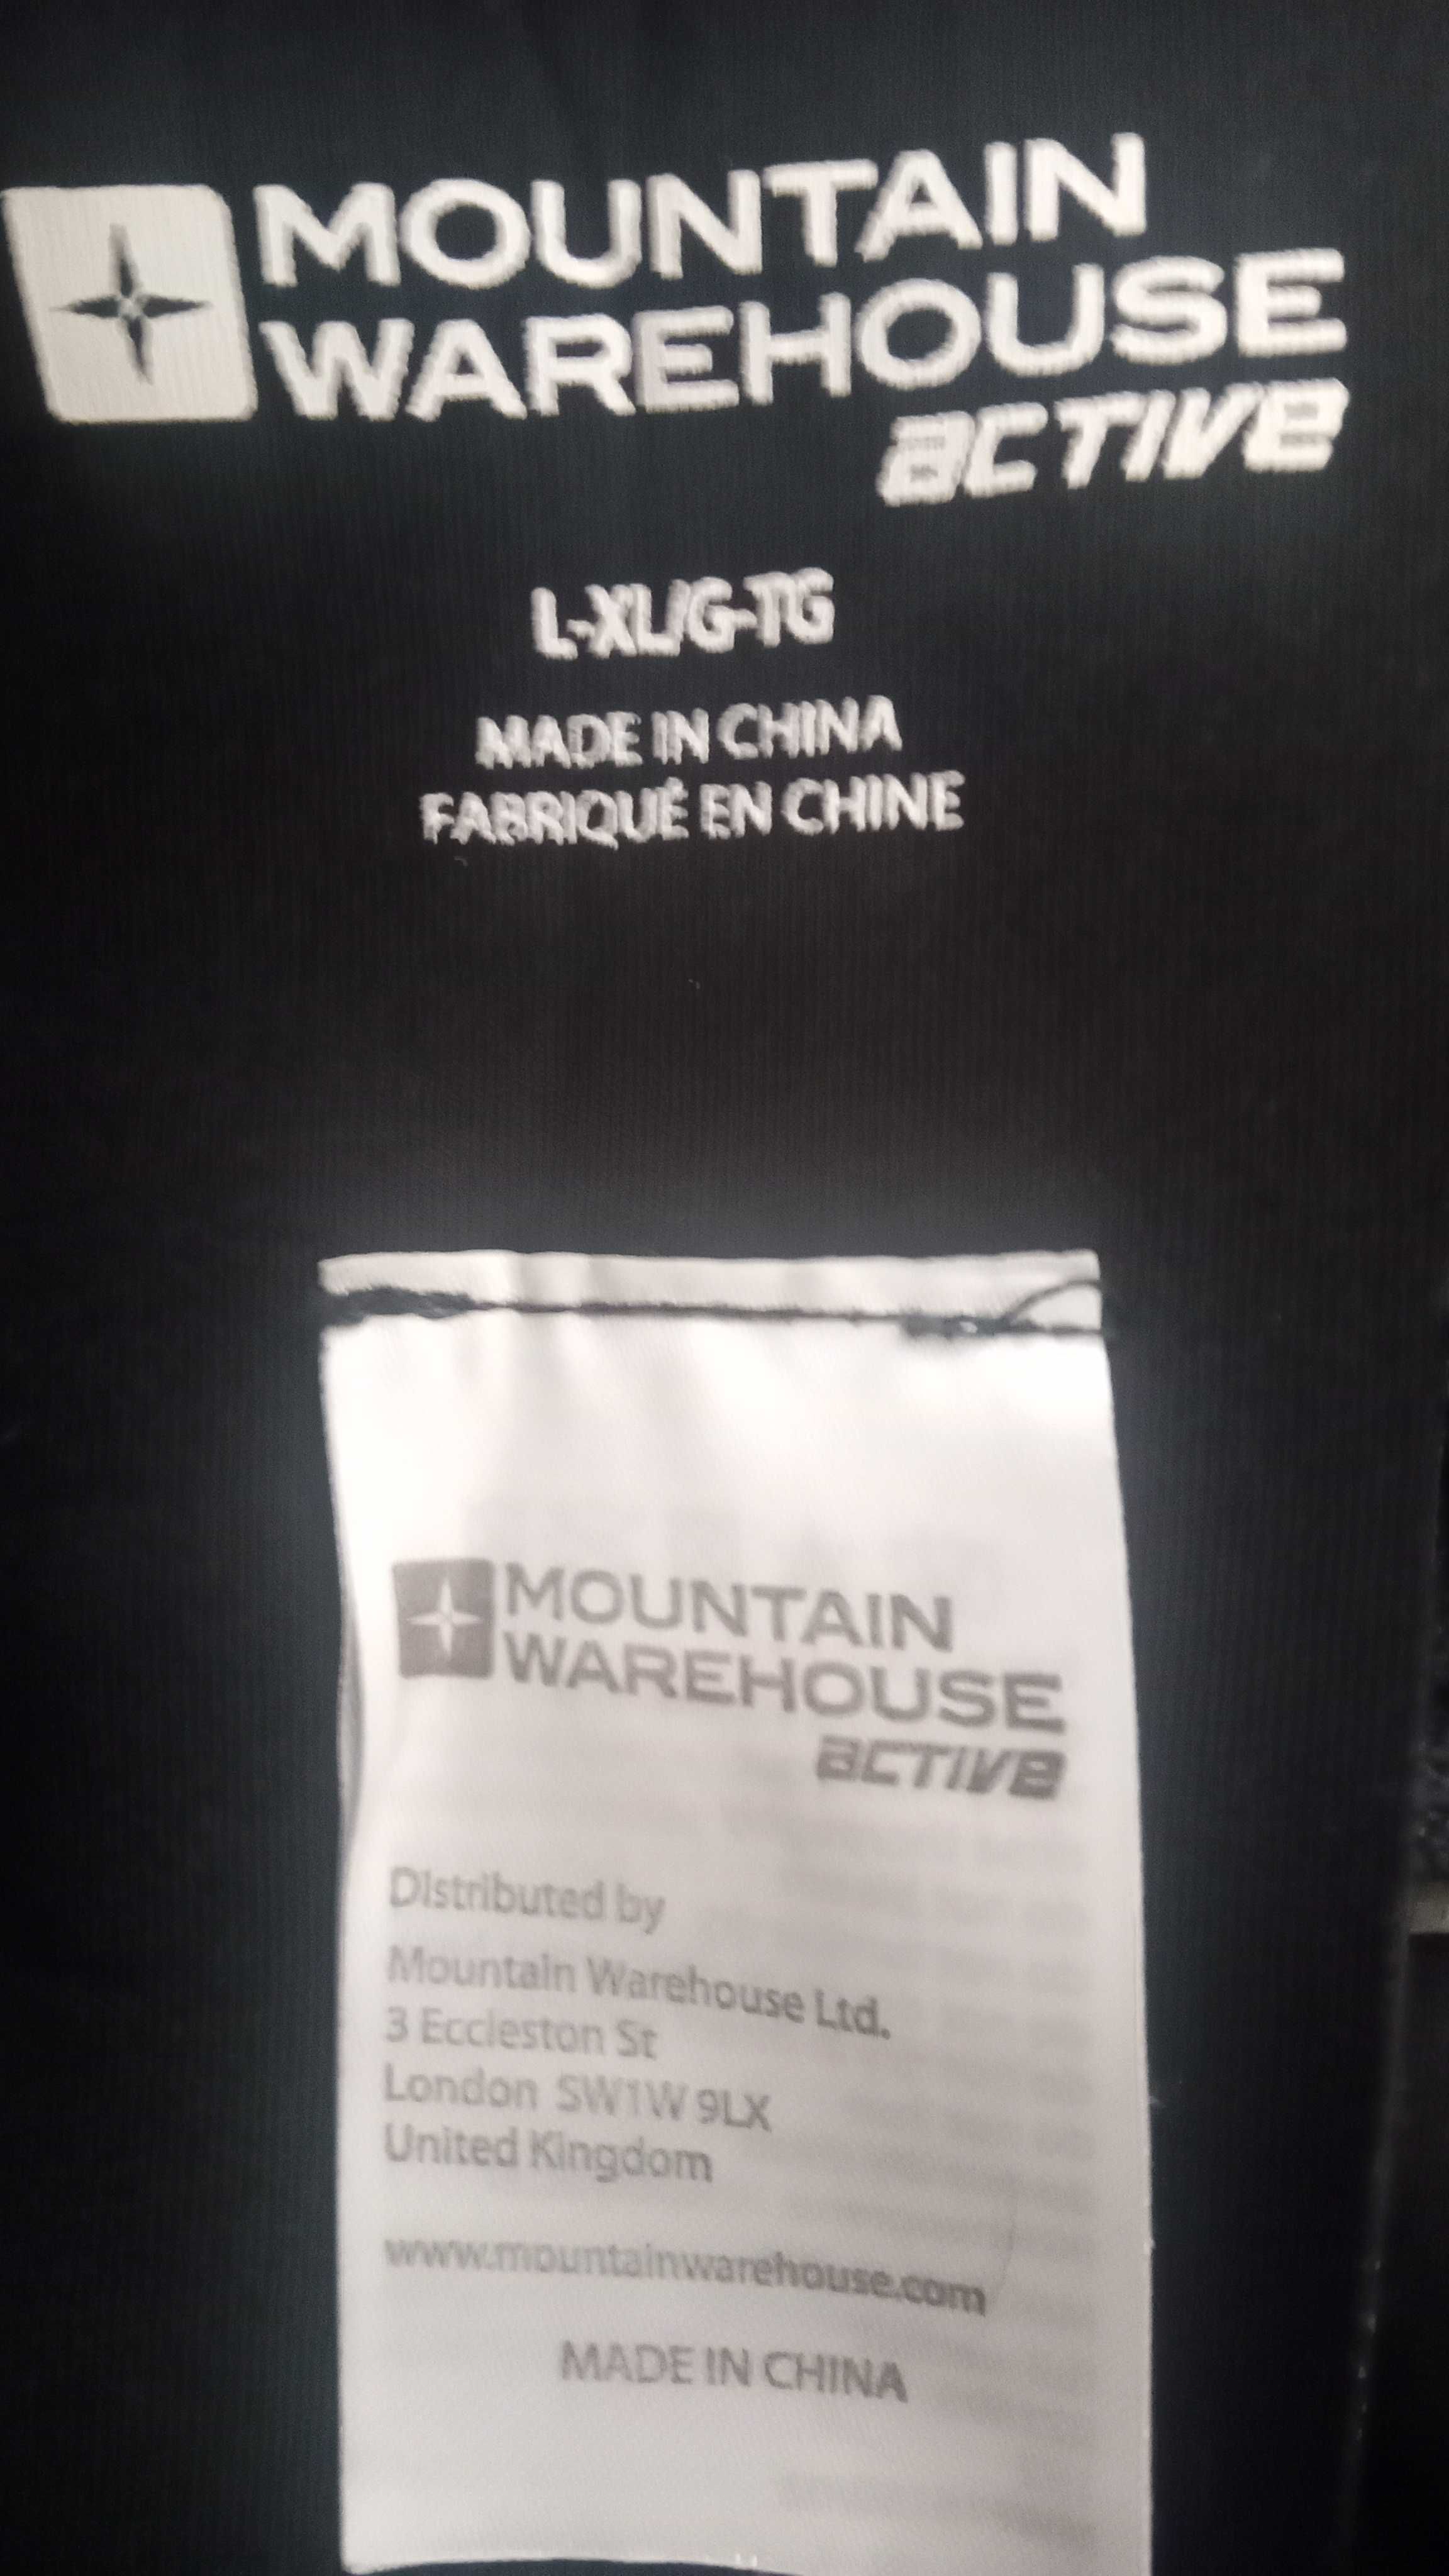 MOUNTAIN
WAREHOUSE
ACTIVE
L-XL/G-TG
MADE IN CHINA
FABRIQUÉ EN CHINE
MOUNTAIN
WAREHOUSE
ACTIVE
Distributed by
Mountain Warehouse Ltd.
3 Eccleston St
London SW1W 9LX
United Kingdom
www.mountainwarehouse.com
MADE IN CHINA